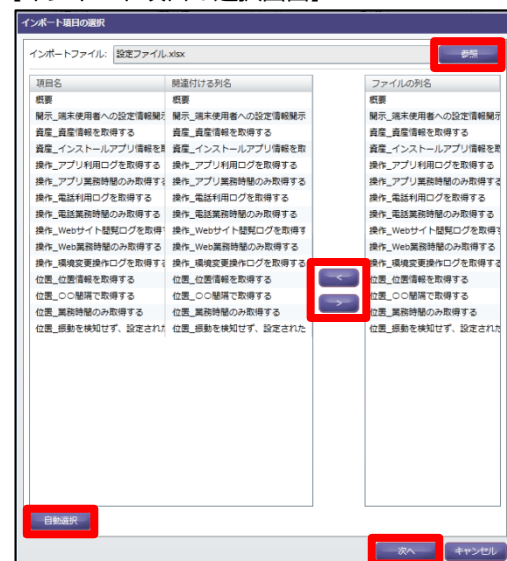 インポート項目の選択
インポートファイル: 設定ファイル.xlsx 参照
項目名 関連付ける列名 ファイルの列名
概要 概要 概要
開示_端末使用者への設定情報開示 開示_端末使用者への設定情報開示 開示_端末使用者への設定情報開示
資産_資産情報を取得する 資産_資産情報を取得する 資産_資産情報を取得する
資産_インストールアプリ情報を取 資産_インストールアプリ情報を取 資産_インストールアプリ情報を取
操作_アプリ利用ログを取得する 操作_アプリ利用ログを取得する 操作_アプリ利用ログを取得する
操作_アプリ業務時間のみ取得する 操作_アプリ業務時間のみ取得する 操作_アプリ業務時間のみ取得する
操作_電話利用ログを取得する 操作_電話利用ログを取得する 操作_電話利用ログを取得する
操作_電話業務時間のみ取得する 操作_電話業務時間のみ取得する 操作_電話業務時間のみ取得する
操作_Webサイト閲覧ログを取得す 操作_Webサイト閲覧ログを取得す 操作_Webサイト閲覧ログを取得す
操作_Web業務時間のみ取得する 操作_Web業務時間のみ取得する 操作_Web業務時間のみ取得する
操作_環境変更操作ログを取得する 操作_環境変更操作ログを取得する 操作_環境変更操作ログを取得する
位置_位置情報を取得する 位置_位置情報を取得する < 位置_位置情報を取得する
位置_〇〇間隔で取得する 位置_〇〇間隔で取得する 位置_〇〇間隔で取得する
位置_業務時間のみ取得する 位置_業務時間のみ取得する > 位置_業務時間のみ取得する
位置_振動を検知せず、設定された 位置_振動を検知せず、設定された 位置_振動を検知せず、設定された
自動選択
次へ キャンセル